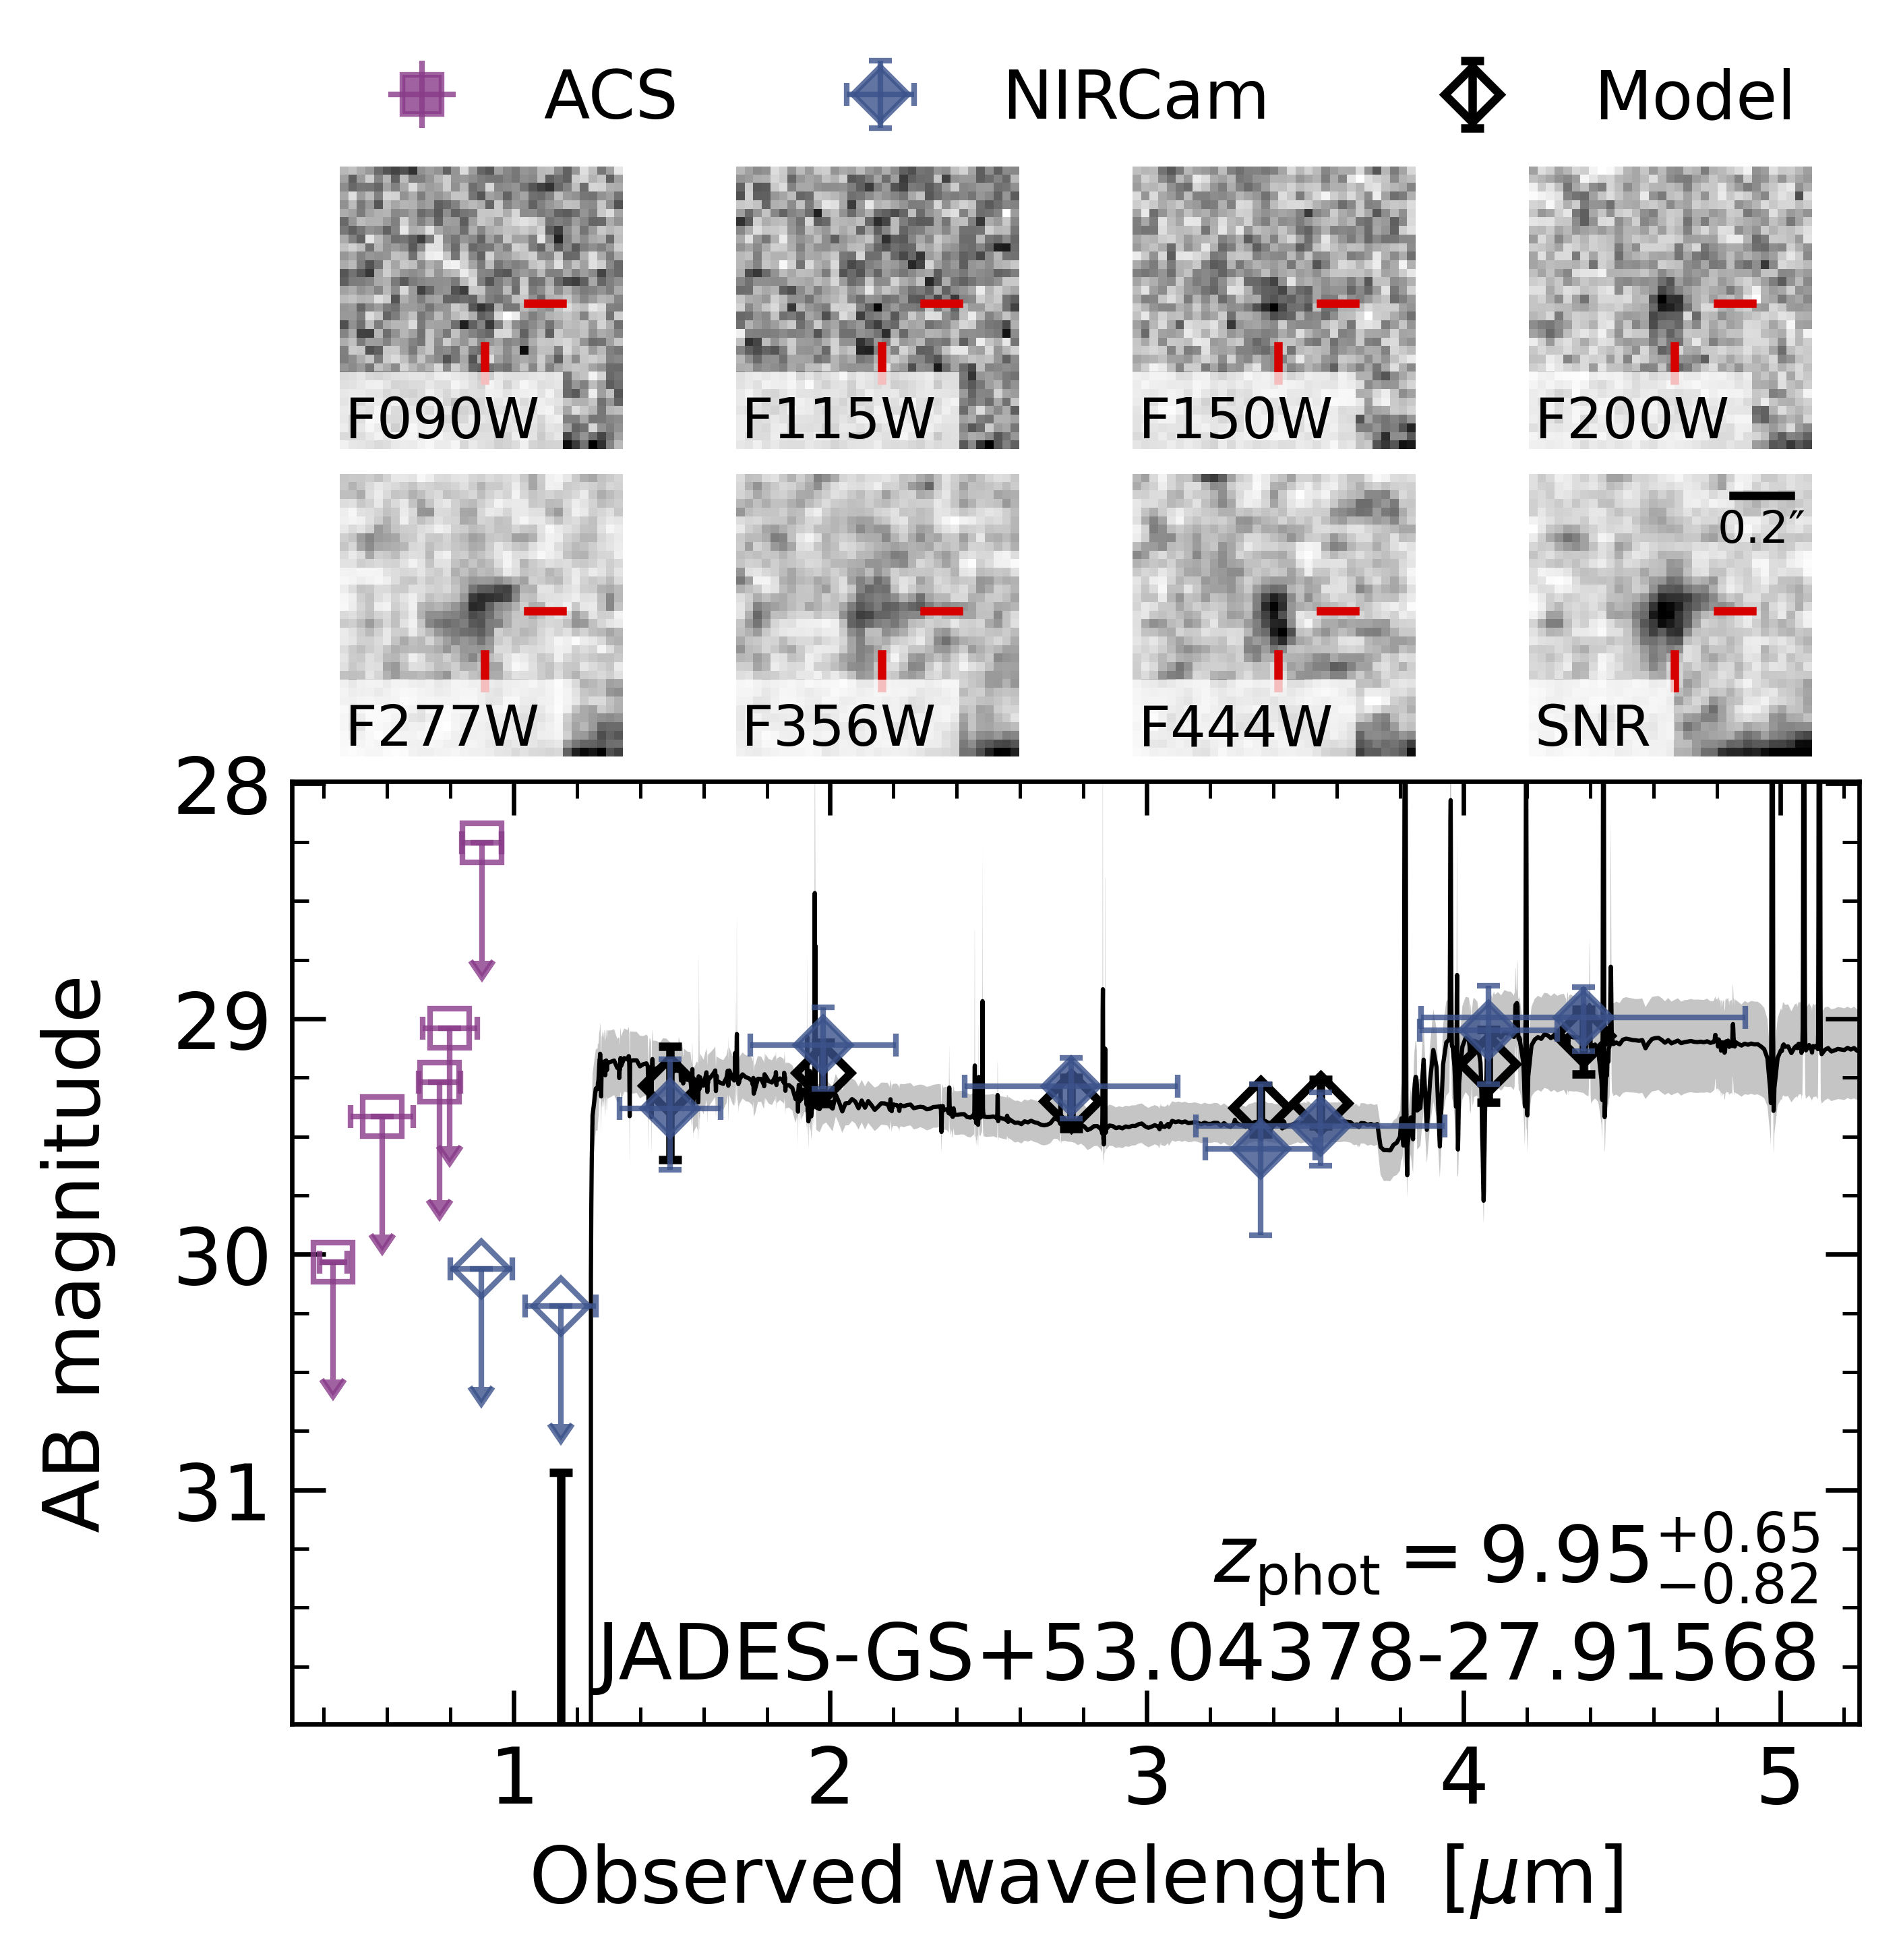 ACS NIRCam Model
F090W F115W F150W F200W
0.2″
F277W F356W F444W SNR
28
29
30
31
AB magnitude
z_phot = 9.95^{+0.65}_{−0.82}
JADES-GS+53.04378-27.91568
1 2 3 4 5
Observed wavelength [μm]